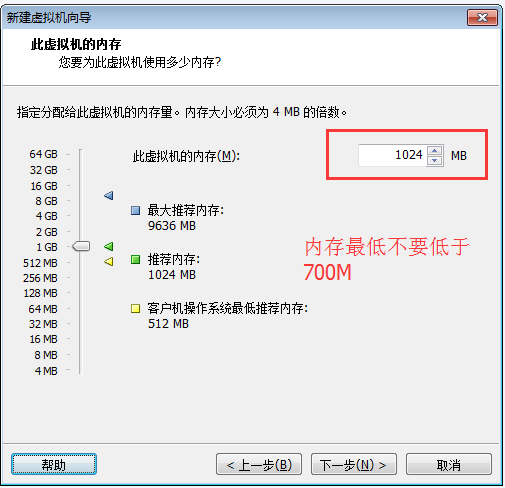 新建虚拟机向导
此虚拟机的内存
您要为此虚拟机使用多少内存?
指定分配给此虚拟机的内存量。内存大小必须为 4 MB 的倍数。
64 GB
32 GB
16 GB
8 GB
4 GB
2 GB
1 GB
512 MB
256 MB
128 MB
64 MB
32 MB
16 MB
8 MB
4 MB
此虚拟机的内存(M):
1024 MB
最大推荐内存:
9636 MB
推荐内存:
1024 MB
客户机操作系统最低推荐内存:
512 MB
内存最低不要低于
700M
帮助
< 上一步(B)
下一步(N) >
取消